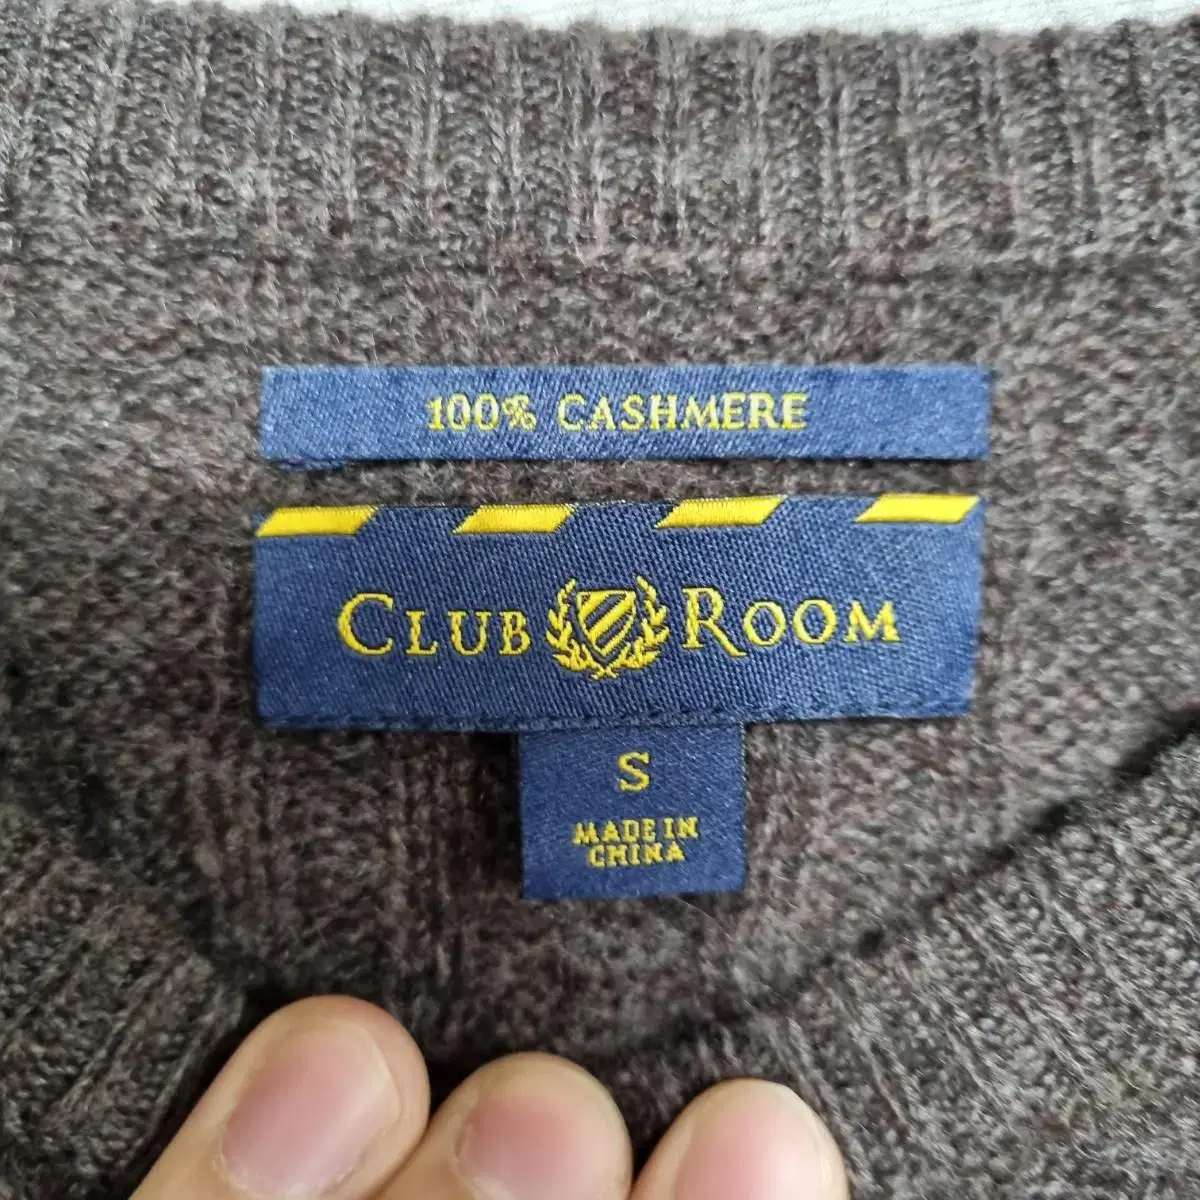 100% CASHMERE
CLUB ROOM
S
MADE IN
CHINA